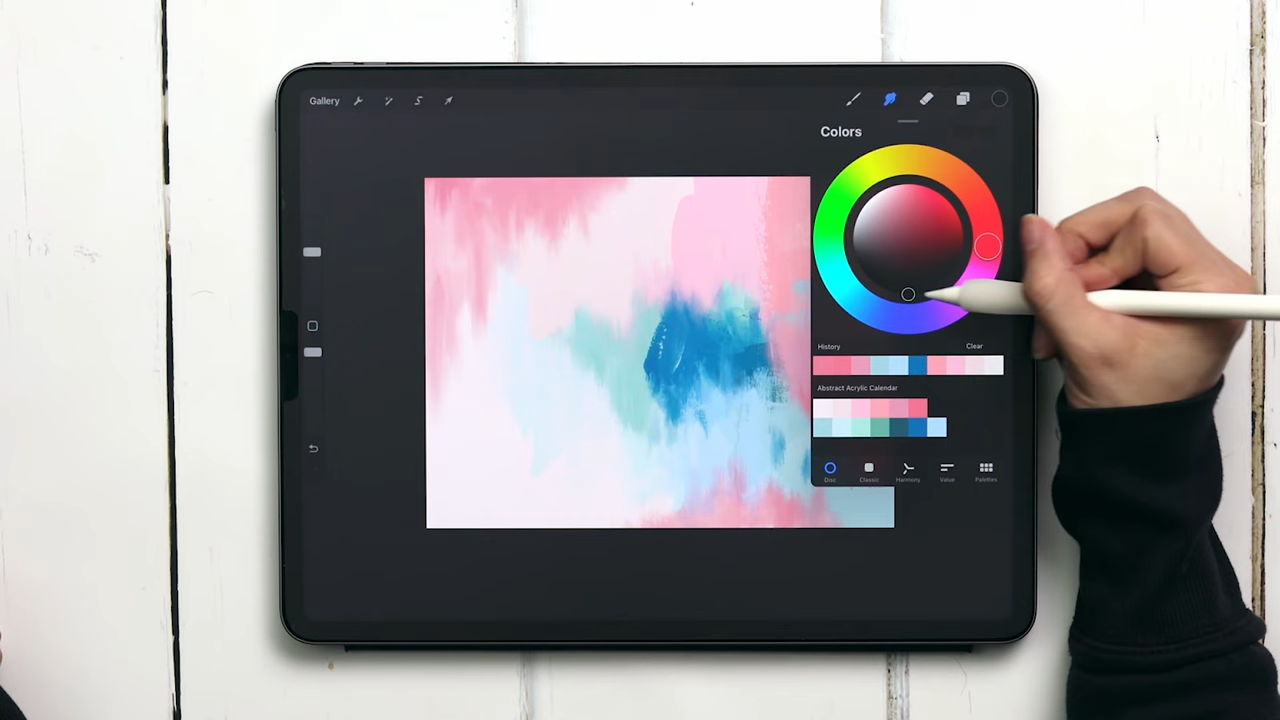 Gallery
Colors
History Clear
Abstract Acrylic Calendar
Disc Classic Harmony Value Palettes